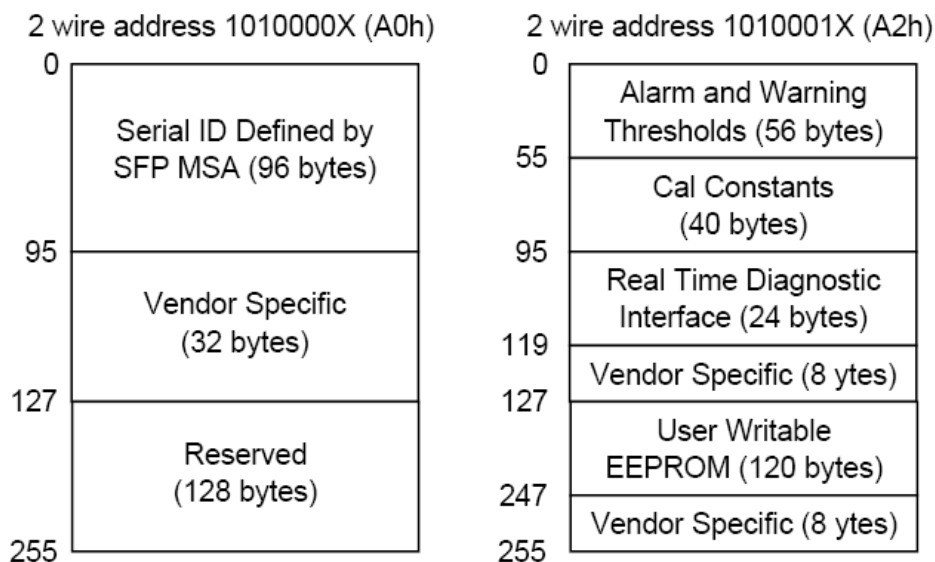 2 wire address 1010000X (A0h)
0
Serial ID Defined by
SFP MSA (96 bytes)
95
Vendor Specific
(32 bytes)
127
Reserved
(128 bytes)
255
2 wire address 1010001X (A2h)
0
Alarm and Warning
Thresholds (56 bytes)
55
Cal Constants
(40 bytes)
95
Real Time Diagnostic
Interface (24 bytes)
119
Vendor Specific (8 ytes)
127
User Writable
EEPROM (120 bytes)
247
Vendor Specific (8 ytes)
255